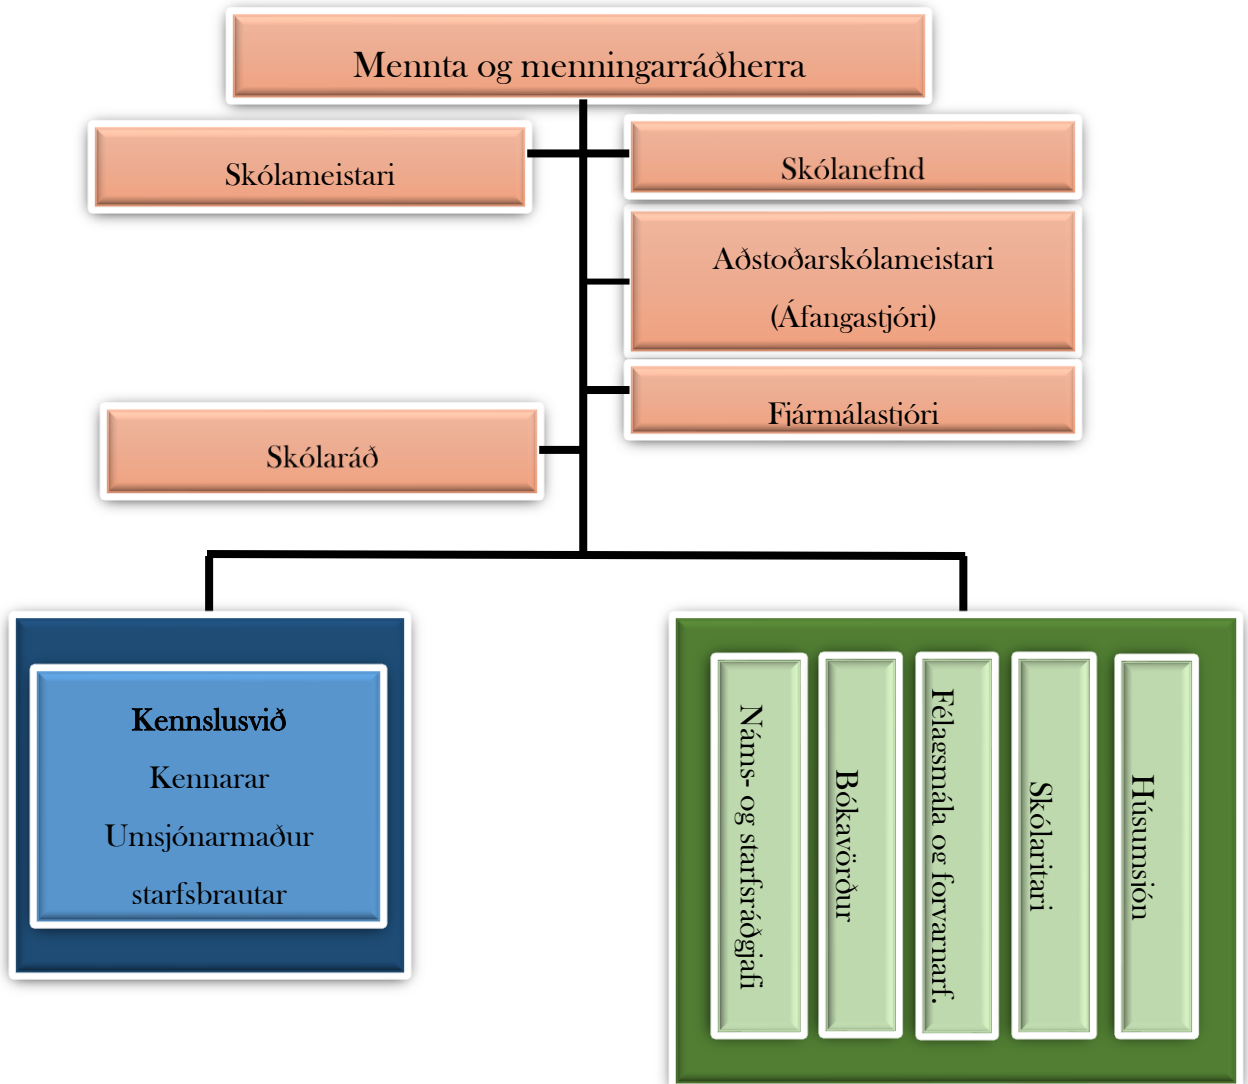 Mennta og menningarráðherra
Skólameistari
Skólanefnd
Aðstoðarskólameistari
(Áfangastjóri)
Fjármálastjóri
Skólaráð
Kennslusvið
Kennarar
Umsjónarmaður
starfsbrautar
Náms- og starfsráðgjafi
Bókavörður
Félagsmála og forvarnarf.
Skólaritari
Húsumsjón